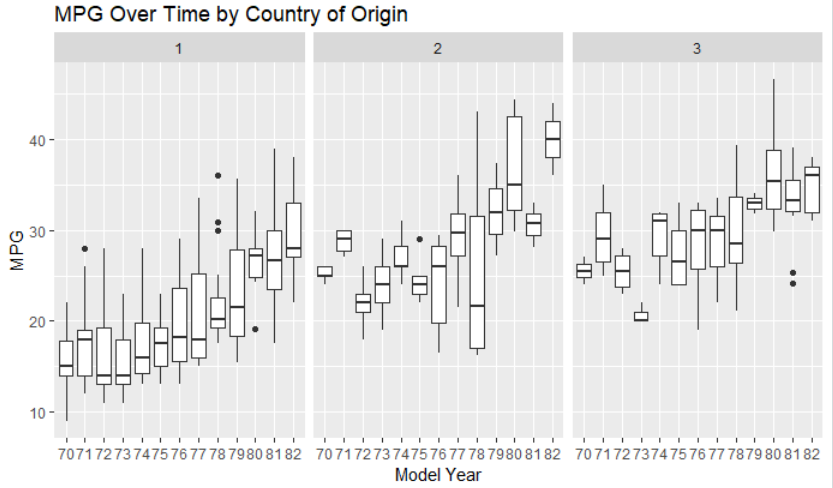 MPG Over Time by Country of Origin
1 2 3
MPG
40
30
20
10
70 71 72 73 74 75 76 77 78 79 80 81 82 70 71 72 73 74 75 76 77 78 79 80 81 82 70 71 72 73 74 75 76 77 78 79 80 81 82
Model Year